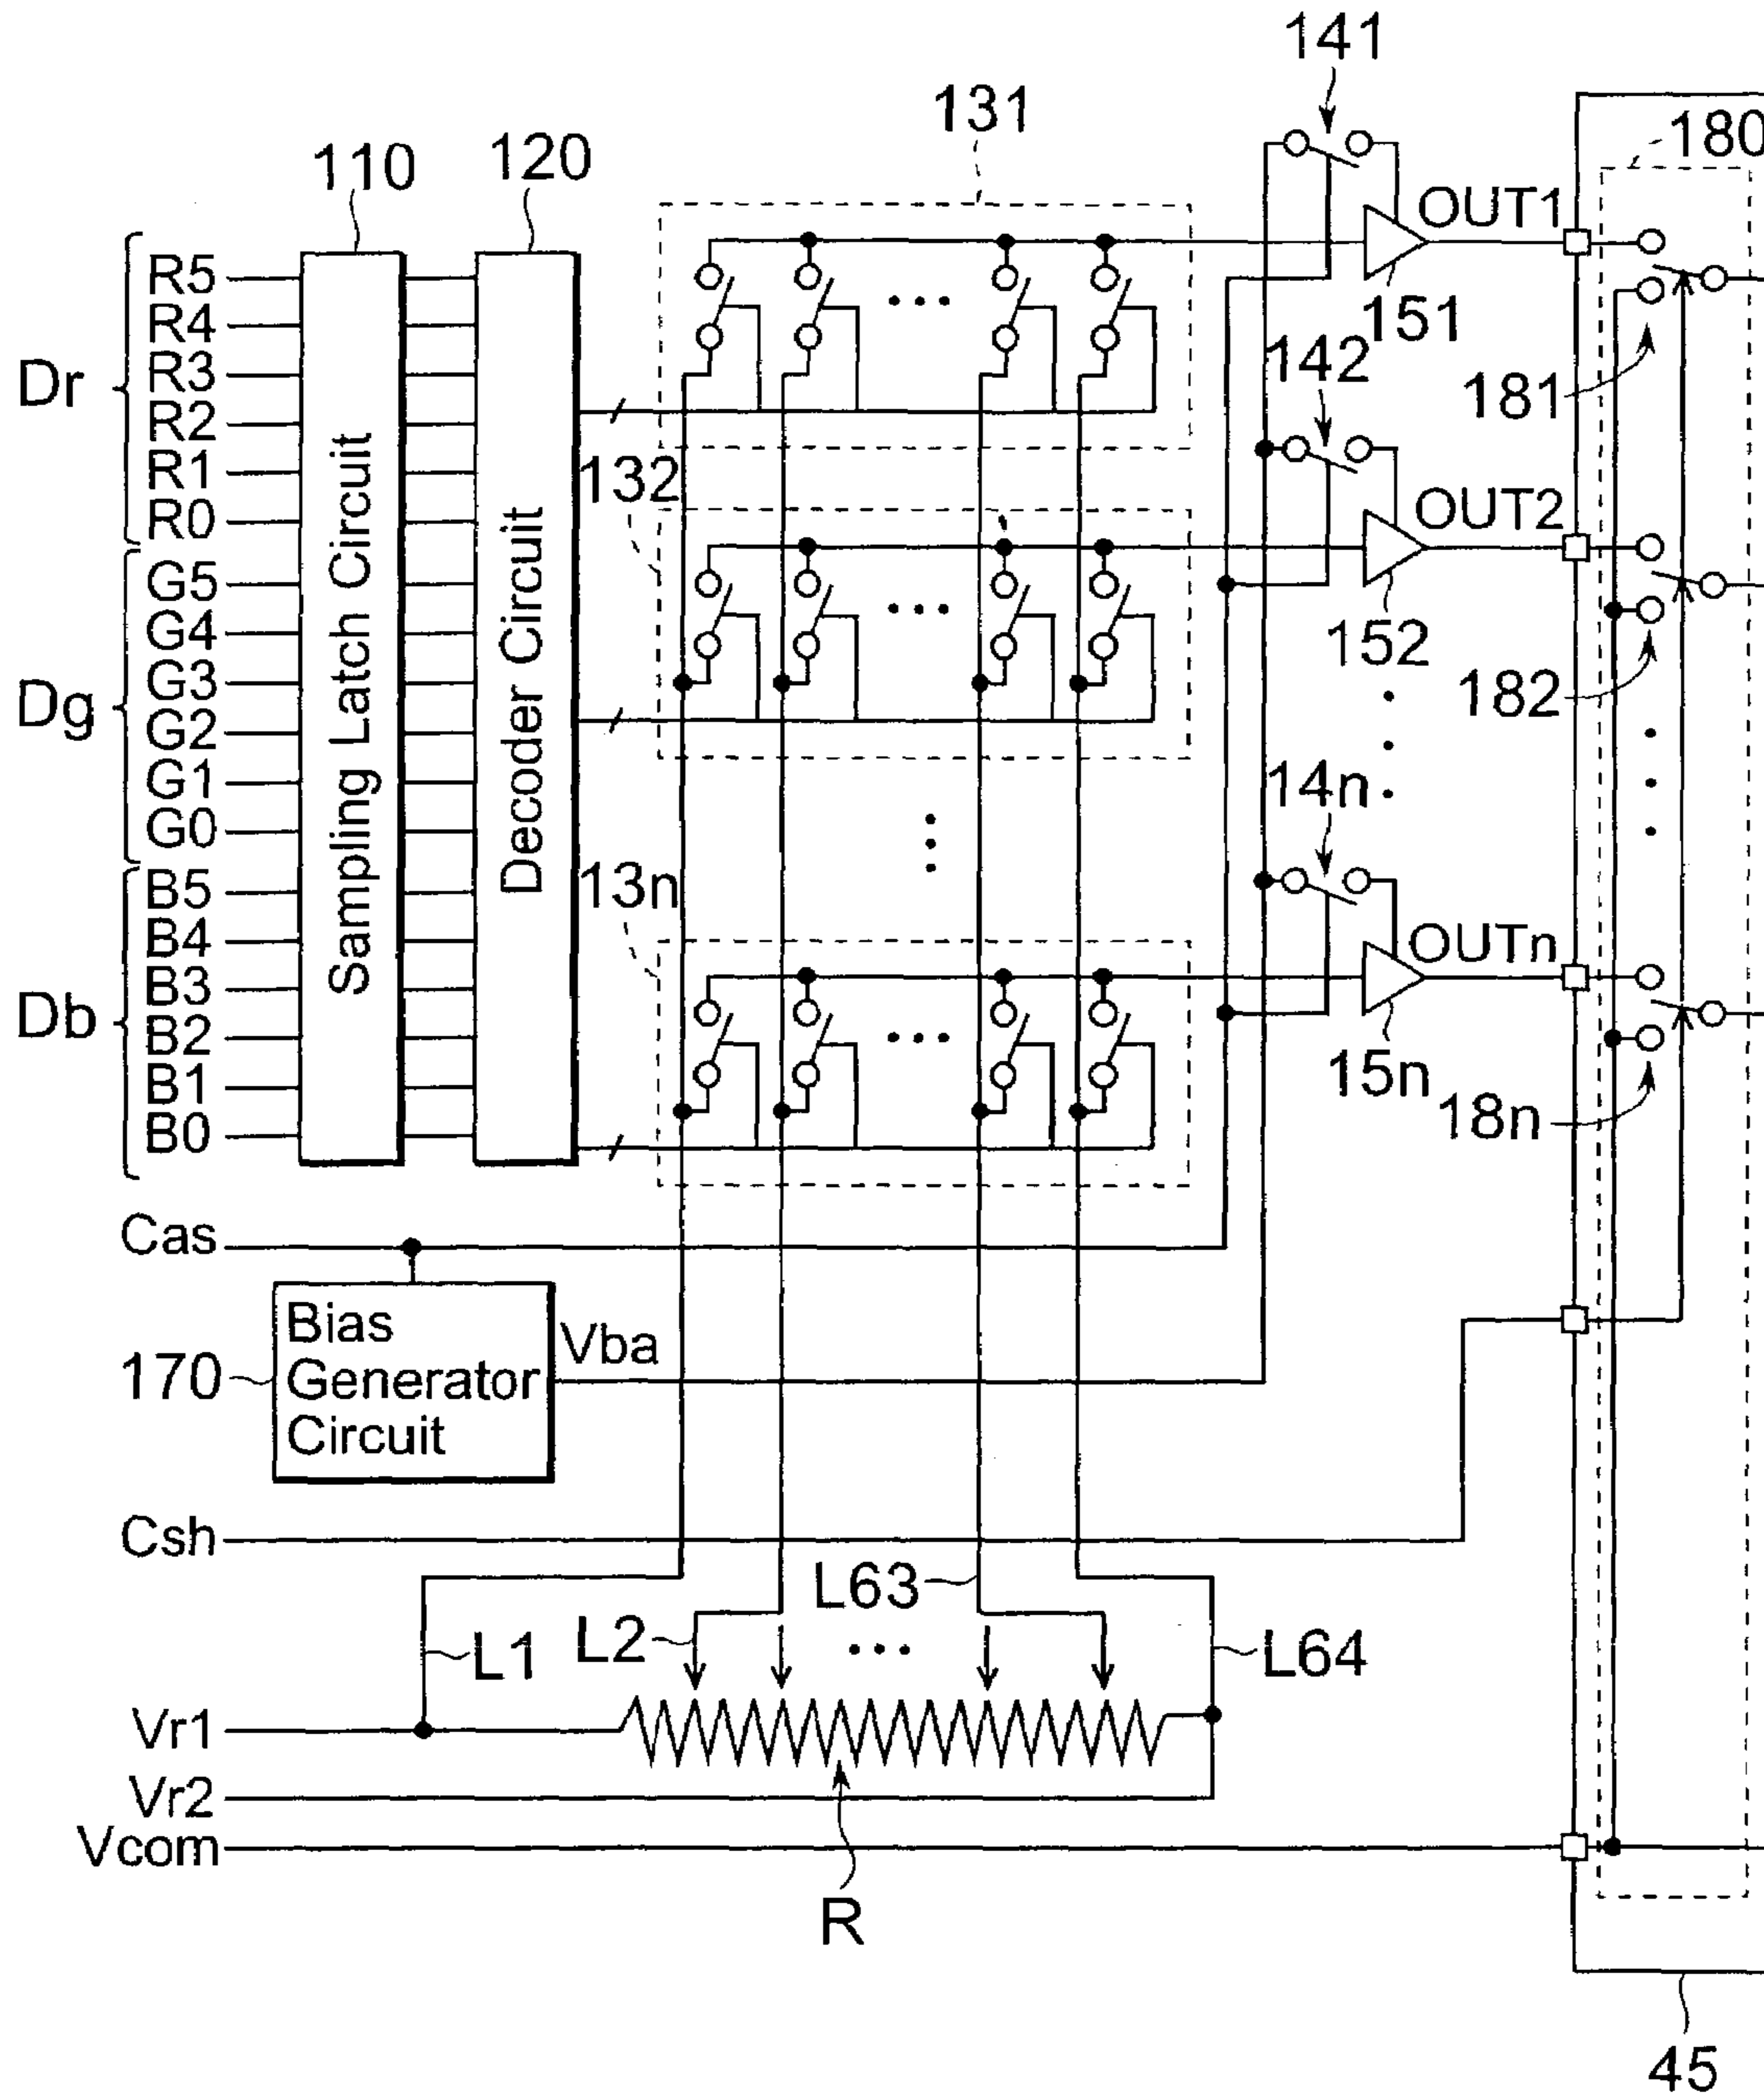 141
131
180
110
120
OUT1
R5
R4
R3
R2
R1
R0
Dr
151
181
142
132
OUT2
G5
G4
G3
G2
G1
G0
Dg
152
182
Sampling Latch Circuit
Decoder Circuit
14n
13n
OUTn
B5
B4
B3
B2
B1
B0
Db
15n
18n
Cas
Bias
Generator
Circuit
170
Vba
Csh
L1
L2
L63
L64
Vr1
Vr2
Vcom
R
45